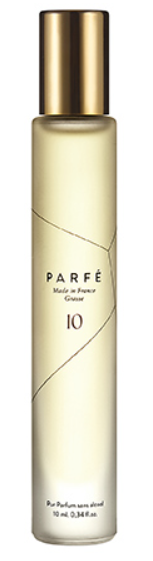 PARFÉ
Made in France
Grasse
10
Pur Parfum sans alcool
10 ml. 0,34 fl.oz.